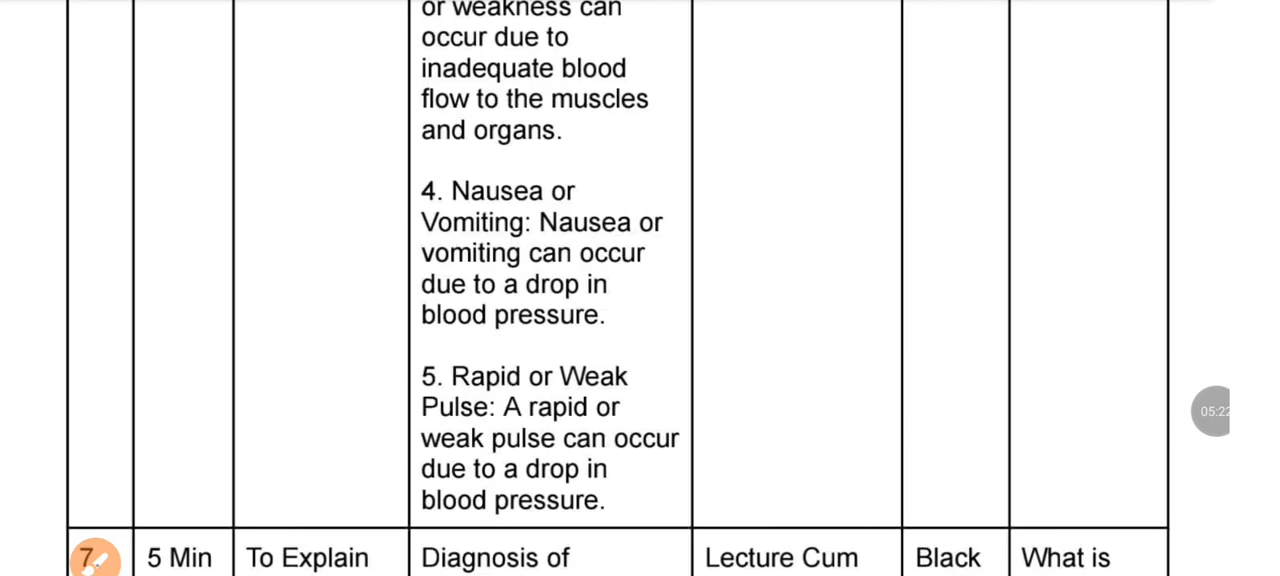 or weakness can
occur due to
inadequate blood
flow to the muscles
and organs.
4. Nausea or
Vomiting: Nausea or
vomiting can occur
due to a drop in
blood pressure.
5. Rapid or Weak
Pulse: A rapid or
weak pulse can occur
due to a drop in
blood pressure.
05:22
7. 5 Min To Explain Diagnosis of Lecture Cum Black What is